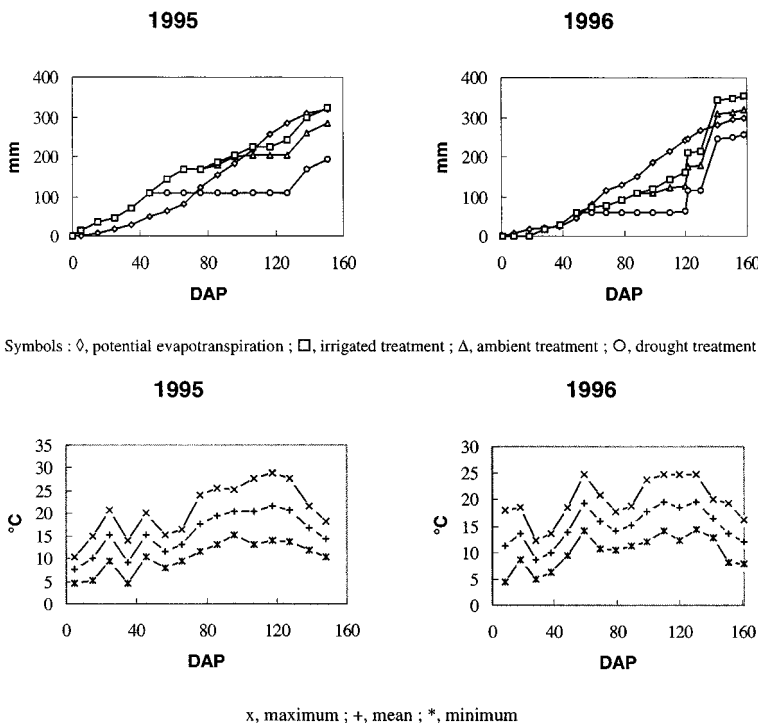 1995
1996
400
300
200
100
0
mm
0 40 80 120 160
DAP
400
300
200
100
0
mm
0 40 80 120 160
DAP
Symbols : ◊, potential evapotranspiration ; □, irrigated treatment ; Δ, ambient treatment ; O, drought treatment
1995
1996
35
30
25
20
15
10
5
0
°C
0 40 80 120 160
DAP
30
25
20
15
10
5
0
°C
0 40 80 120 160
DAP
x, maximum ; +, mean ; *, minimum